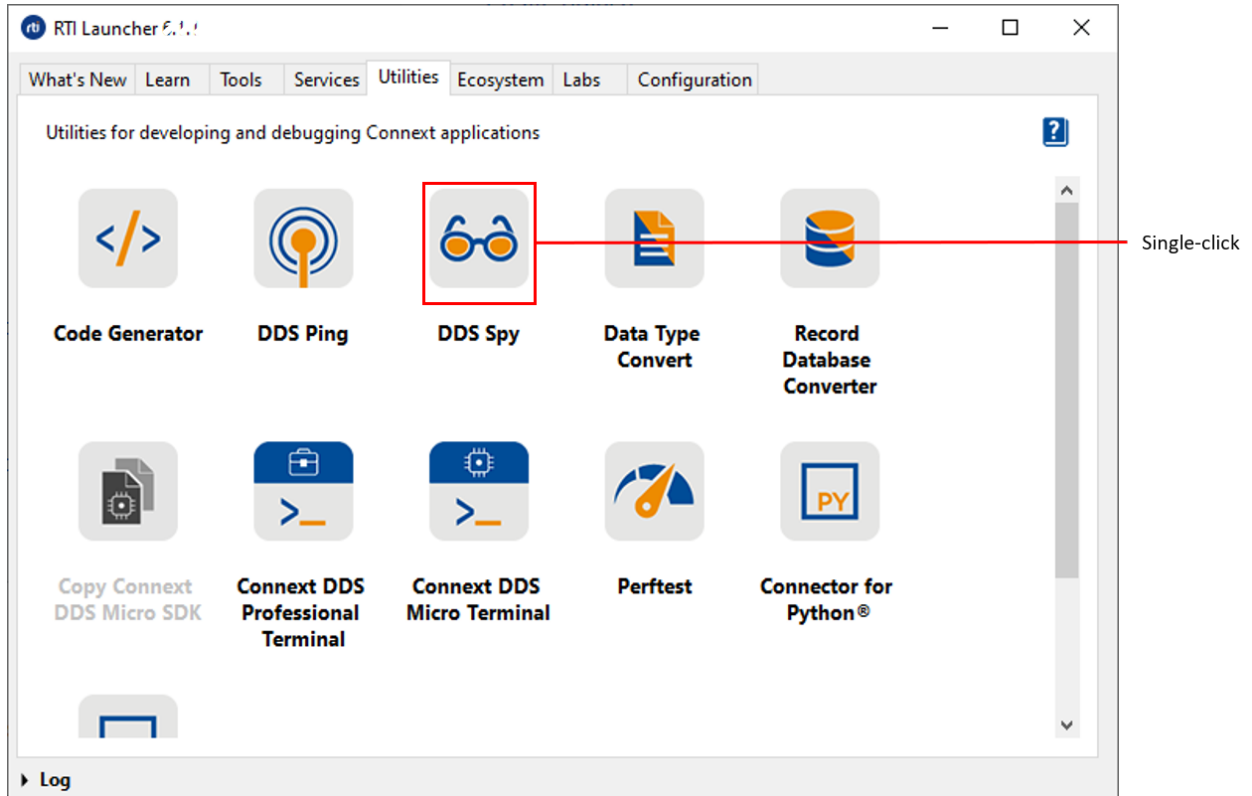 rti RTI Launcher
What's New Learn Tools Services Utilities Ecosystem Labs Configuration
Utilities for developing and debugging Connext applications
?
Single-click
</>
Code Generator
DDS Ping
DDS Spy
Data Type
Convert
Record
Database
Converter
>_
>_
PY
Copy Connext
DDS Micro SDK
Connext DDS
Professional
Terminal
Connext DDS
Micro Terminal
Perftest
Connector for
Python®
Log